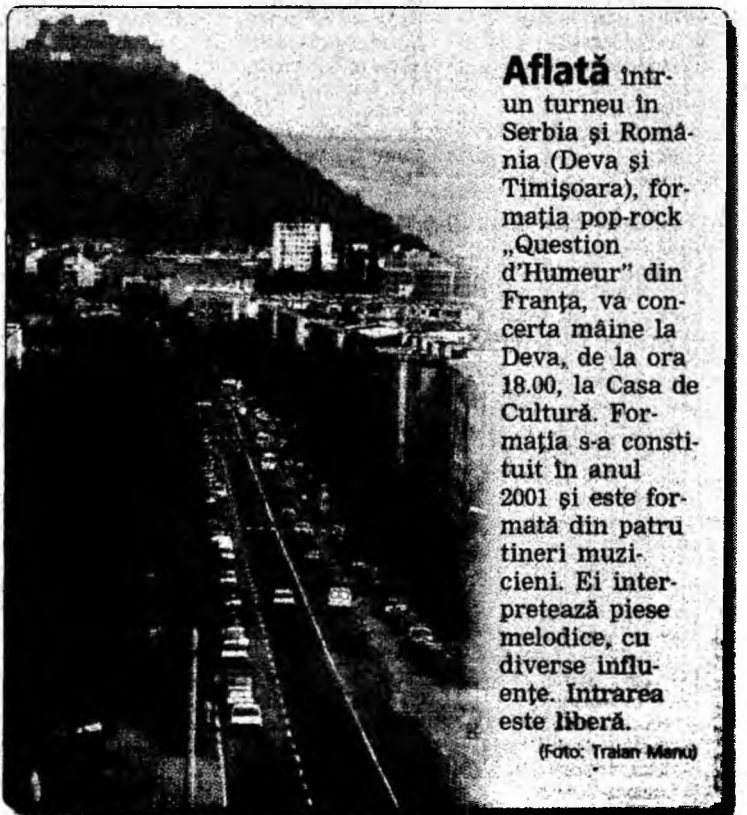 Aflată într-
un turneu în
Serbia și Româ-
nia (Deva și
Timișoara), for-
mația pop-rock
„Question
d'Humeur” din
Franța, va con-
certa mâine la
Deva, de la ora
18.00, la Casa de
Cultură. For-
mația s-a consti-
tuit în anul
2001 și este for-
mată din patru
tineri muzi-
cieni. Ei inter-
pretează piese
melodice, cu
diverse influ-
ențe. Intrarea
este liberă.
(Foto: Traian Manu)